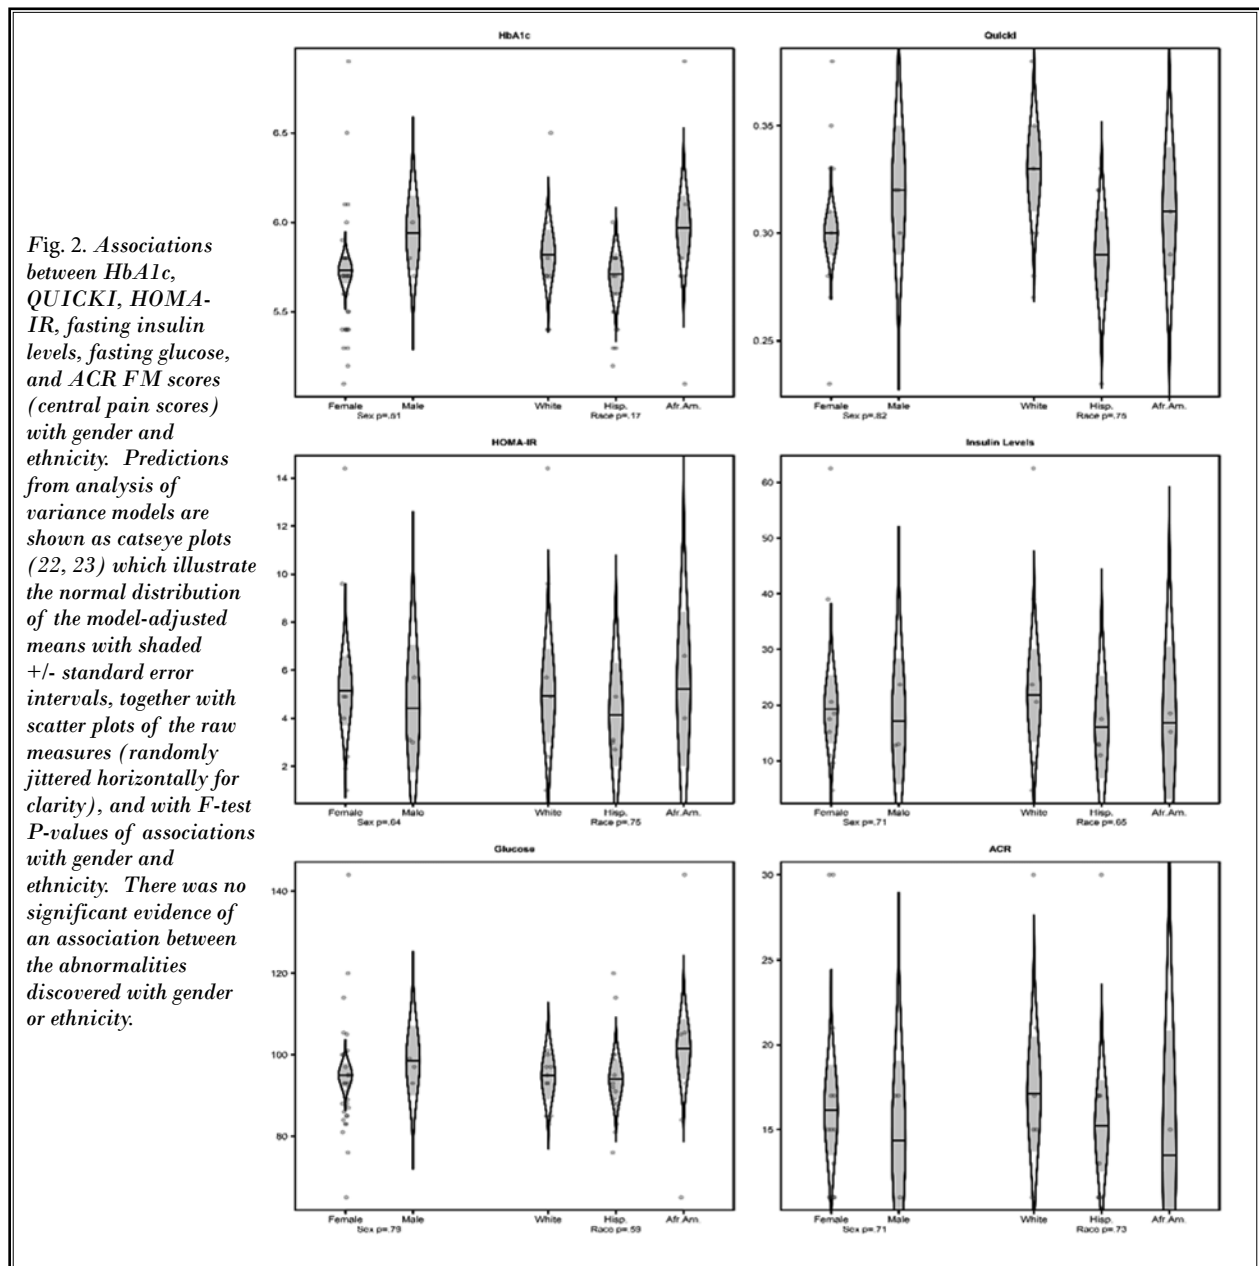 Fig. 2. Associations
between HbA1c,
QUICKI, HOMA-
IR, fasting insulin
levels, fasting glucose,
and ACR FM scores
(central pain scores)
with gender and
ethnicity. Predictions
from analysis of
variance models are
shown as catseye plots
(22, 23) which illustrate
the normal distribution
of the model-adjusted
means with shaded
+/- standard error
intervals, together with
scatter plots of the raw
measures (randomly
jittered horizontally for
clarity), and with F-test
P-values of associations
with gender and
ethnicity. There was no
significant evidence of
an association between
the abnormalities
discovered with gender
or ethnicity.
HbA1c
6.5
6.0
5.5
Female Male White Hisp. Afr.Am.
Sex Race p=.17
QuickI
0.35
0.30
0.25
Female Male White Hisp. Afr.Am.
Sex p=.82 Race p=.75
HOMA-IR
14
12
10
8
6
4
2
Female Male White Hisp. Afr.Am.
Sex p=.64 Race p=.75
Insulin Levels
60
50
40
30
20
10
Female Male White Hisp. Afr.Am.
Sex p=.71 Race p=.65
Glucose
140
120
100
80
Female Male White Hisp. Afr.Am.
Sex p=.79 Race p=.59
ACR
30
25
20
15
Female Male White Hisp. Afr.Am.
Sex p=.71 Race p=.73